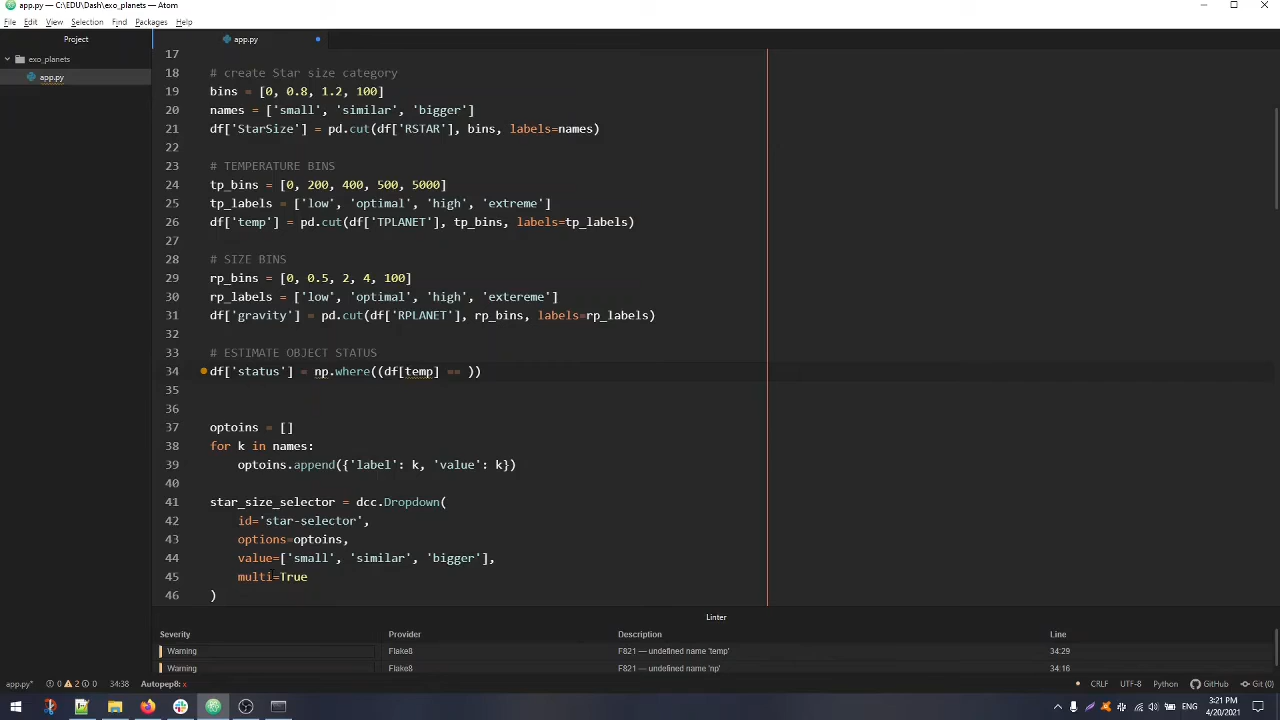 app.py — C:\EDU\Dash\exo_planets — Atom
File Edit View Selection Find Packages Help
Project
app.py
exo_planets
app.py
17
18 # create Star size category
19 bins = [0, 0.8, 1.2, 100]
20 names = ['small', 'similar', 'bigger']
21 df['StarSize'] = pd.cut(df['RSTAR'], bins, labels=names)
22
23 # TEMPERATURE BINS
24 tp_bins = [0, 200, 400, 500, 5000]
25 tp_labels = ['low', 'optimal', 'high', 'extreme']
26 df['temp'] = pd.cut(df['TPLANET'], tp_bins, labels=tp_labels)
27
28 # SIZE BINS
29 rp_bins = [0, 0.5, 2, 4, 100]
30 rp_labels = ['low', 'optimal', 'high', 'extereme']
31 df['gravity'] = pd.cut(df['RPLANET'], rp_bins, labels=rp_labels)
32
33 # ESTIMATE OBJECT STATUS
34 df['status'] = np.where((df[temp] == ))
35
36
37 optoins = []
38 for k in names:
39 optoins.append({'label': k, 'value': k})
40
41 star_size_selector = dcc.Dropdown(
42 id='star-selector',
43 options=optoins,
44 value=['small', 'similar', 'bigger'],
45 multi=True
46 )
Linter
Severity Provider Description Line
Warning Flake8 F821 — undefined name 'temp' 34:29
Warning Flake8 F821 — undefined name 'np' 34:16
app.py* 0 2 0 34:38 Autopep8: x CRLF UTF-8 Python GitHub Git (0)
ENG 3:21 PM
4/20/2021